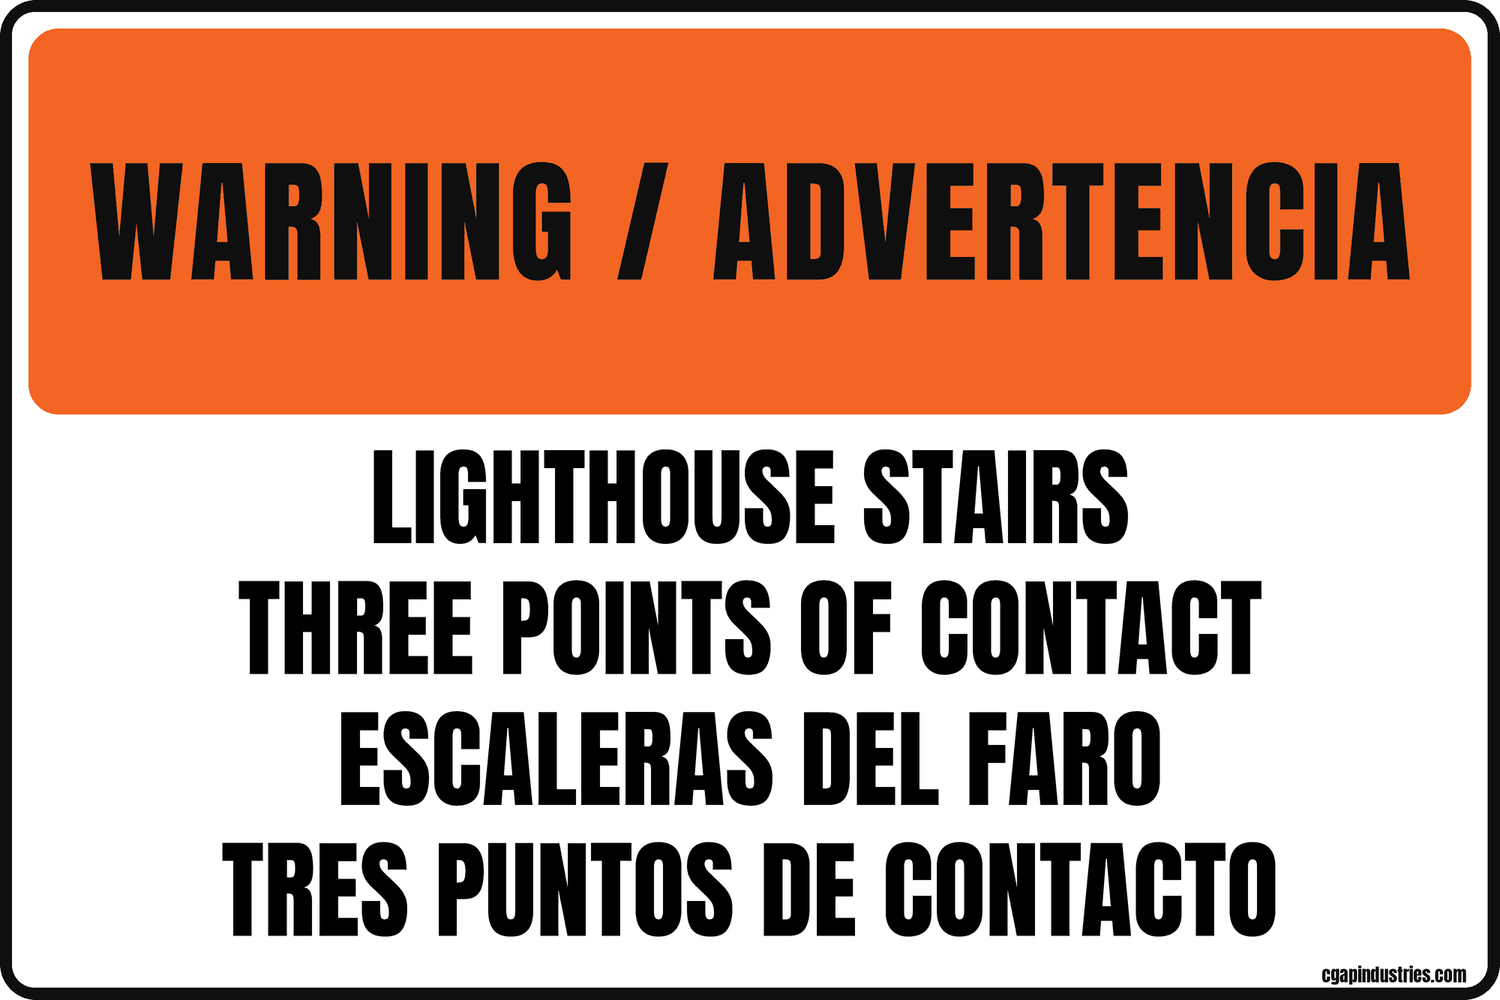 WARNING / ADVERTENCIA
LIGHTHOUSE STAIRS
THREE POINTS OF CONTACT
ESCALERAS DEL FARO
TRES PUNTOS DE CONTACTO
cgapindustries.com